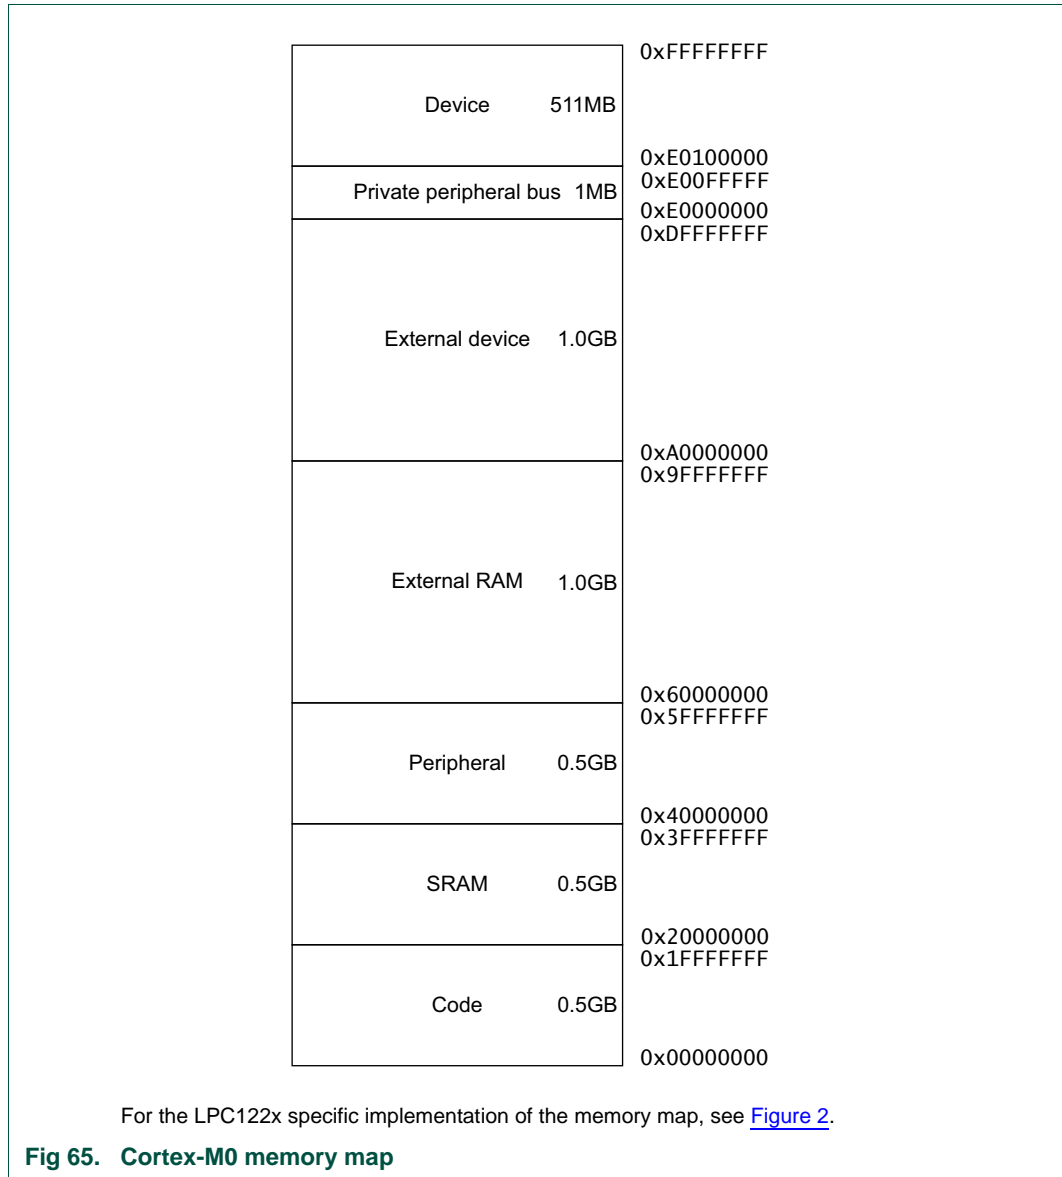 0xFFFFFFFF
Device 511MB
0xE0100000
0xE00FFFFF
Private peripheral bus 1MB
0xE0000000
0xDFFFFFFF
External device 1.0GB
0xA0000000
0x9FFFFFFF
External RAM 1.0GB
0x60000000
0x5FFFFFFF
Peripheral 0.5GB
0x40000000
0x3FFFFFFF
SRAM 0.5GB
0x20000000
0x1FFFFFFF
Code 0.5GB
0x00000000
For the LPC122x specific implementation of the memory map, see Figure 2.
Fig 65. Cortex-M0 memory map